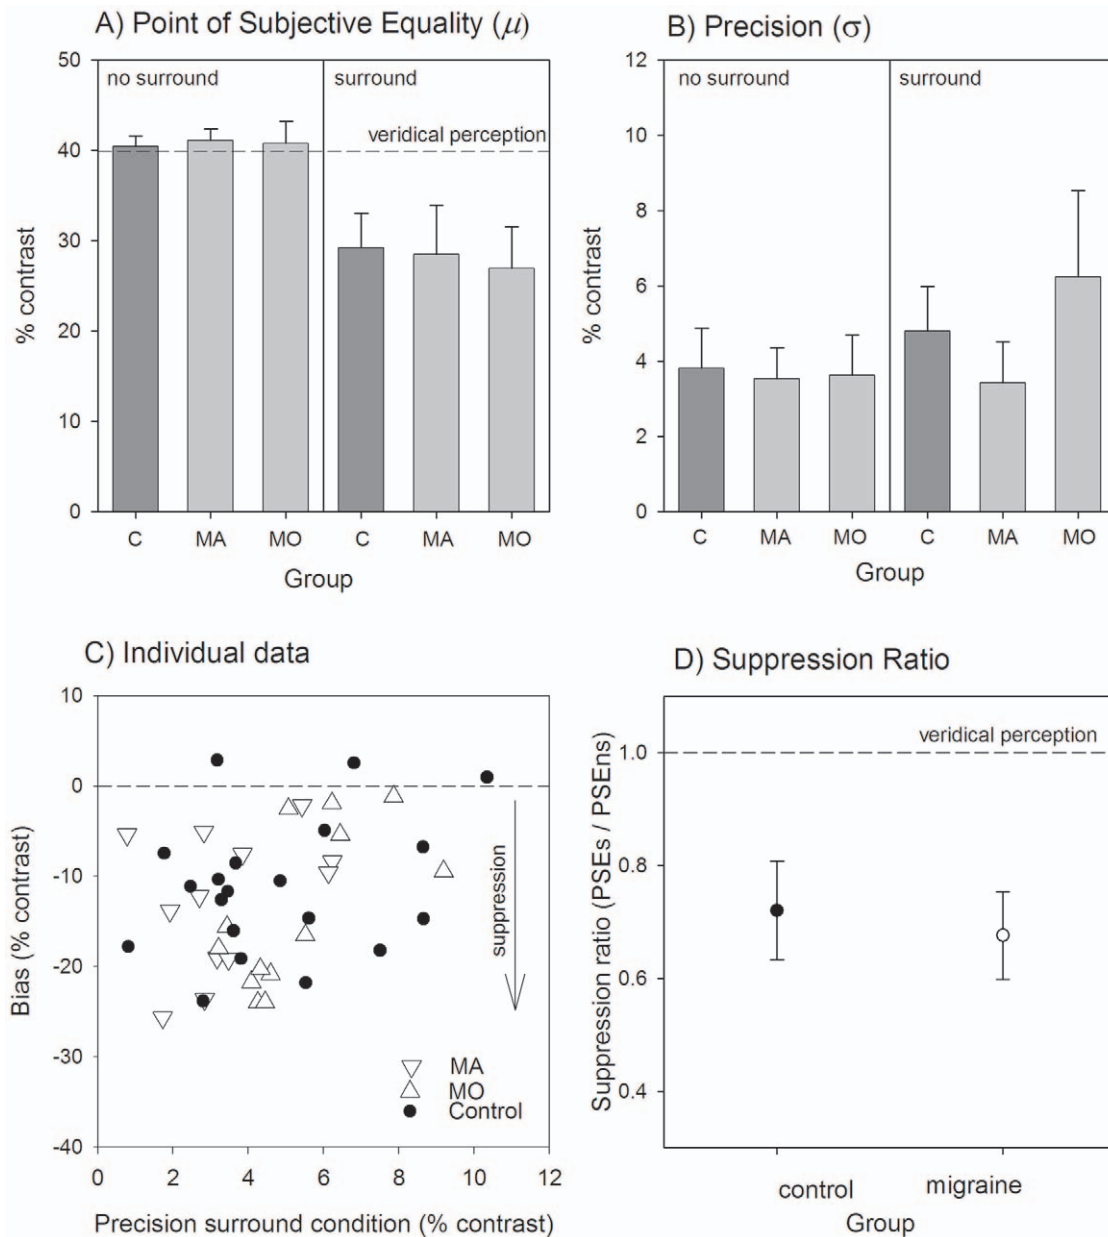 A) Point of Subjective Equality (μ)
50
40
30
20
10
0
% contrast
no surround
surround
veridical perception
C
MA
MO
C
MA
MO
Group
B) Precision (σ)
12
10
8
6
4
2
0
% contrast
no surround
surround
C
MA
MO
C
MA
MO
Group
C) Individual data
10
0
-10
-20
-30
-40
Bias (% contrast)
suppression
MA
MO
Control
0
2
4
6
8
10
12
Precision surround condition (% contrast)
D) Suppression Ratio
1.0
0.8
0.6
0.4
Suppression ratio (PSEs / PSEns)
veridical perception
control
migraine
Group